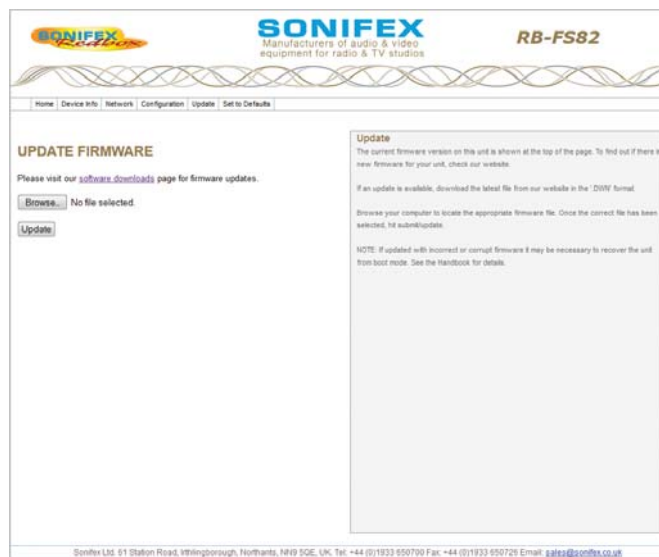 SONIFEX
Redbox
SONIFEX
Manufacturers of audio & video
equipment for radio & TV studios
RB-FS82
Home Device Info Network Configuration Update Set to Defaults
UPDATE FIRMWARE
Please visit our software downloads page for firmware updates.
Browse.. No file selected.
Update
Update
The current firmware version on this unit is shown at the top of the page. To find out if there is
new firmware for your unit, check our website.
If an update is available, download the latest file from our website in the '.DWN' format.
Browse your computer to locate the appropriate firmware file. Once the correct file has been
selected, hit submit/update.
NOTE: If updated with incorrect or corrupt firmware it may be necessary to recover the unit
from boot mode. See the Handbook for details.
Sonifex Ltd. 61 Station Road, Irthlingborough, Northants, NN9 5QE, UK. Tel: +44 (0)1933 650700 Fax: +44 (0)1933 650726 Email: sales@sonifex.co.uk